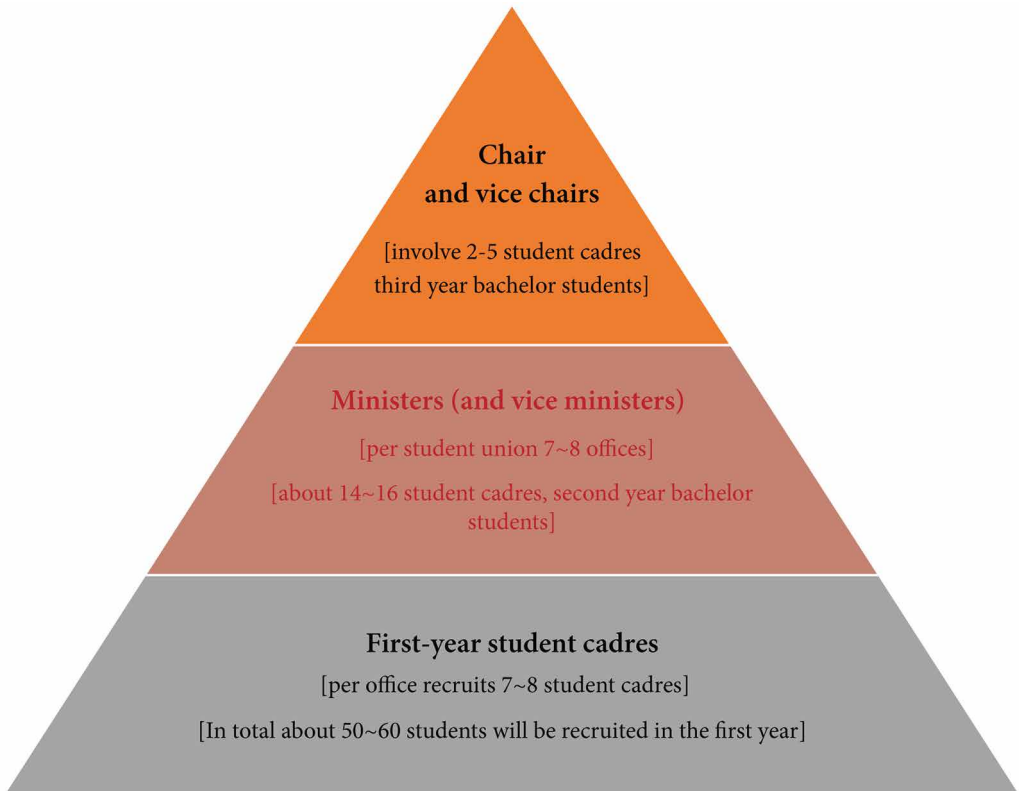 Chair
and vice chairs
[involve 2-5 student cadres
third year bachelor students]
Ministers (and vice ministers)
[per student union 7~8 offices]
[about 14~16 student cadres, second year bachelor
students]
First-year student cadres
[per office recruits 7~8 student cadres]
[In total about 50~60 students will be recruited in the first year]